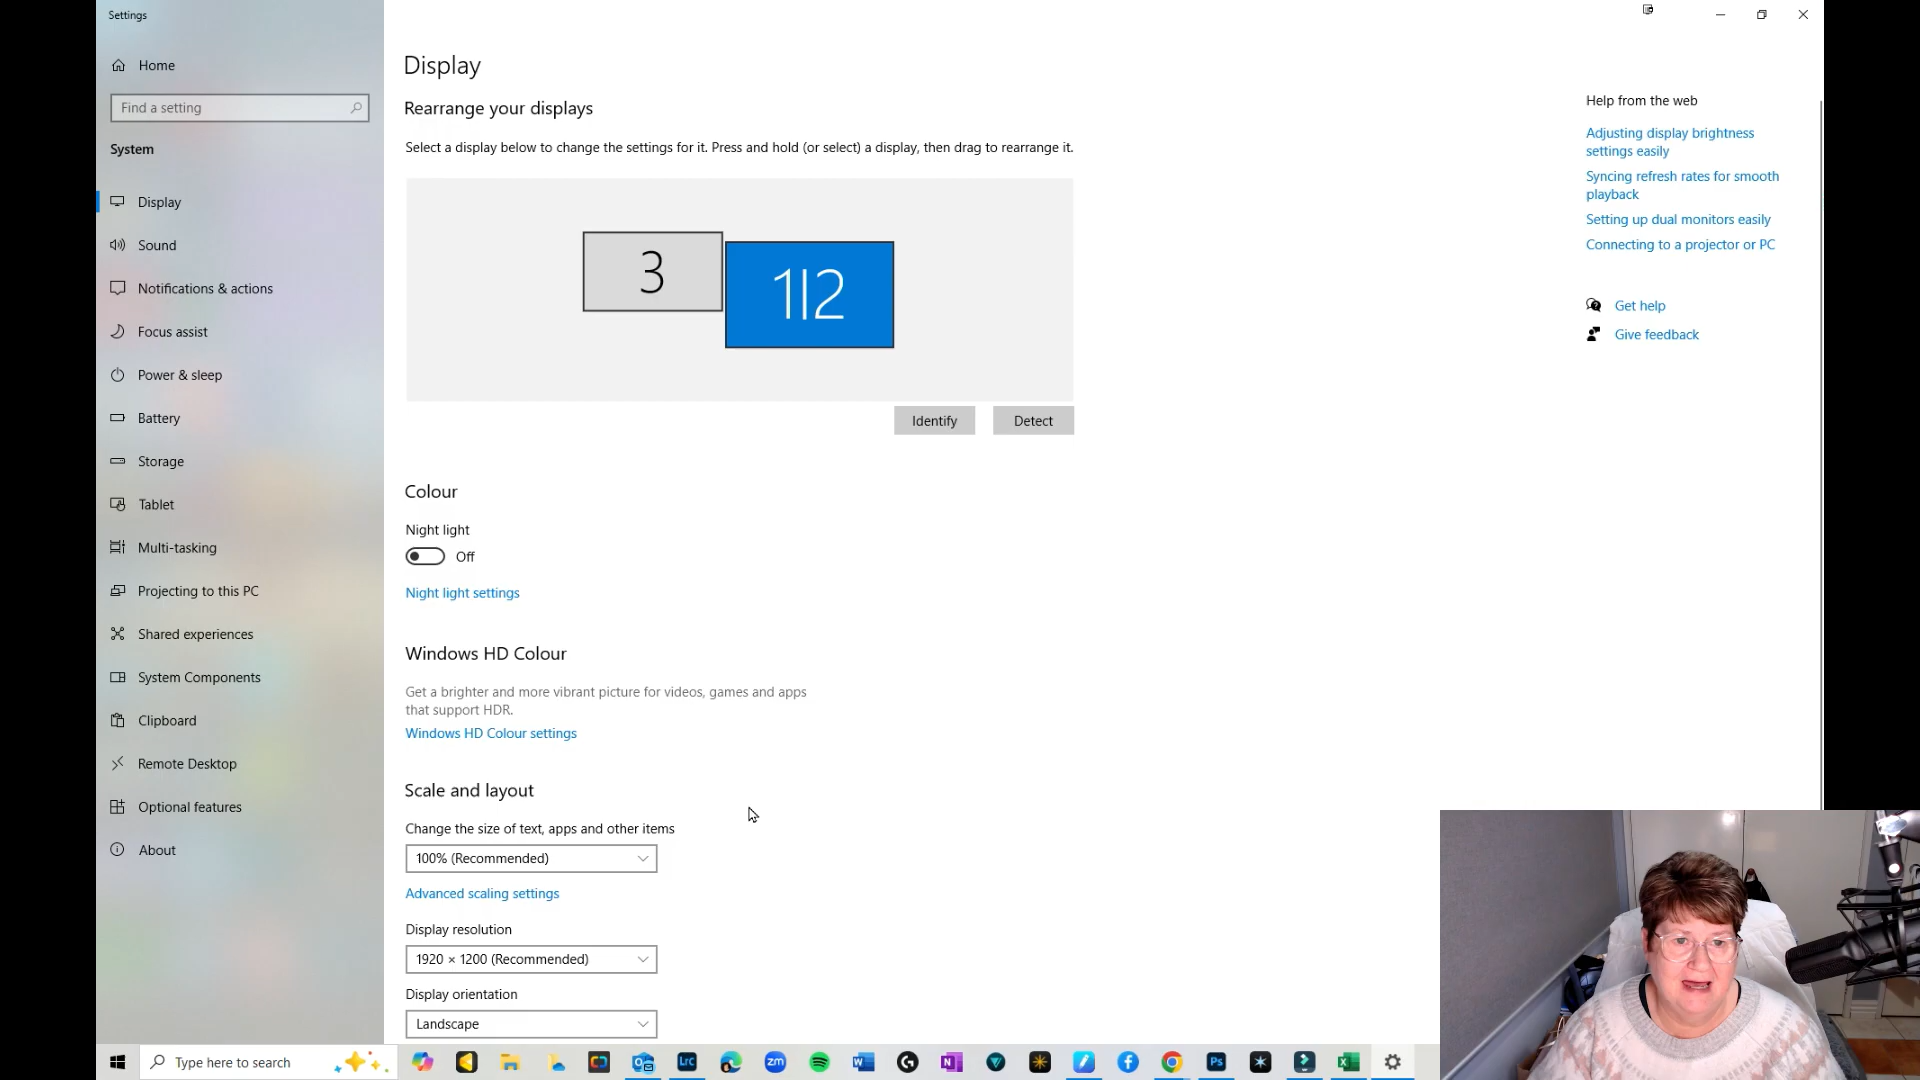 Settings
Home
Find a setting
System
Display
Sound
Notifications & actions
Focus assist
Power & sleep
Battery
Storage
Tablet
Multi-tasking
Projecting to this PC
Shared experiences
System Components
Clipboard
Remote Desktop
Optional features
About
Display
Rearrange your displays
Select a display below to change the settings for it. Press and hold (or select) a display, then drag to rearrange it.
3
1|2
Identify
Detect
Colour
Night light
Off
Night light settings
Windows HD Colour
Get a brighter and more vibrant picture for videos, games and apps
that support HDR.
Windows HD Colour settings
Scale and layout
Change the size of text, apps and other items
100% (Recommended)
Advanced scaling settings
Display resolution
1920 × 1200 (Recommended)
Display orientation
Landscape
Help from the web
Adjusting display brightness
settings easily
Syncing refresh rates for smooth
playback
Setting up dual monitors easily
Connecting to a projector or PC
Get help
Give feedback
Type here to search
LrC
zm
Ps